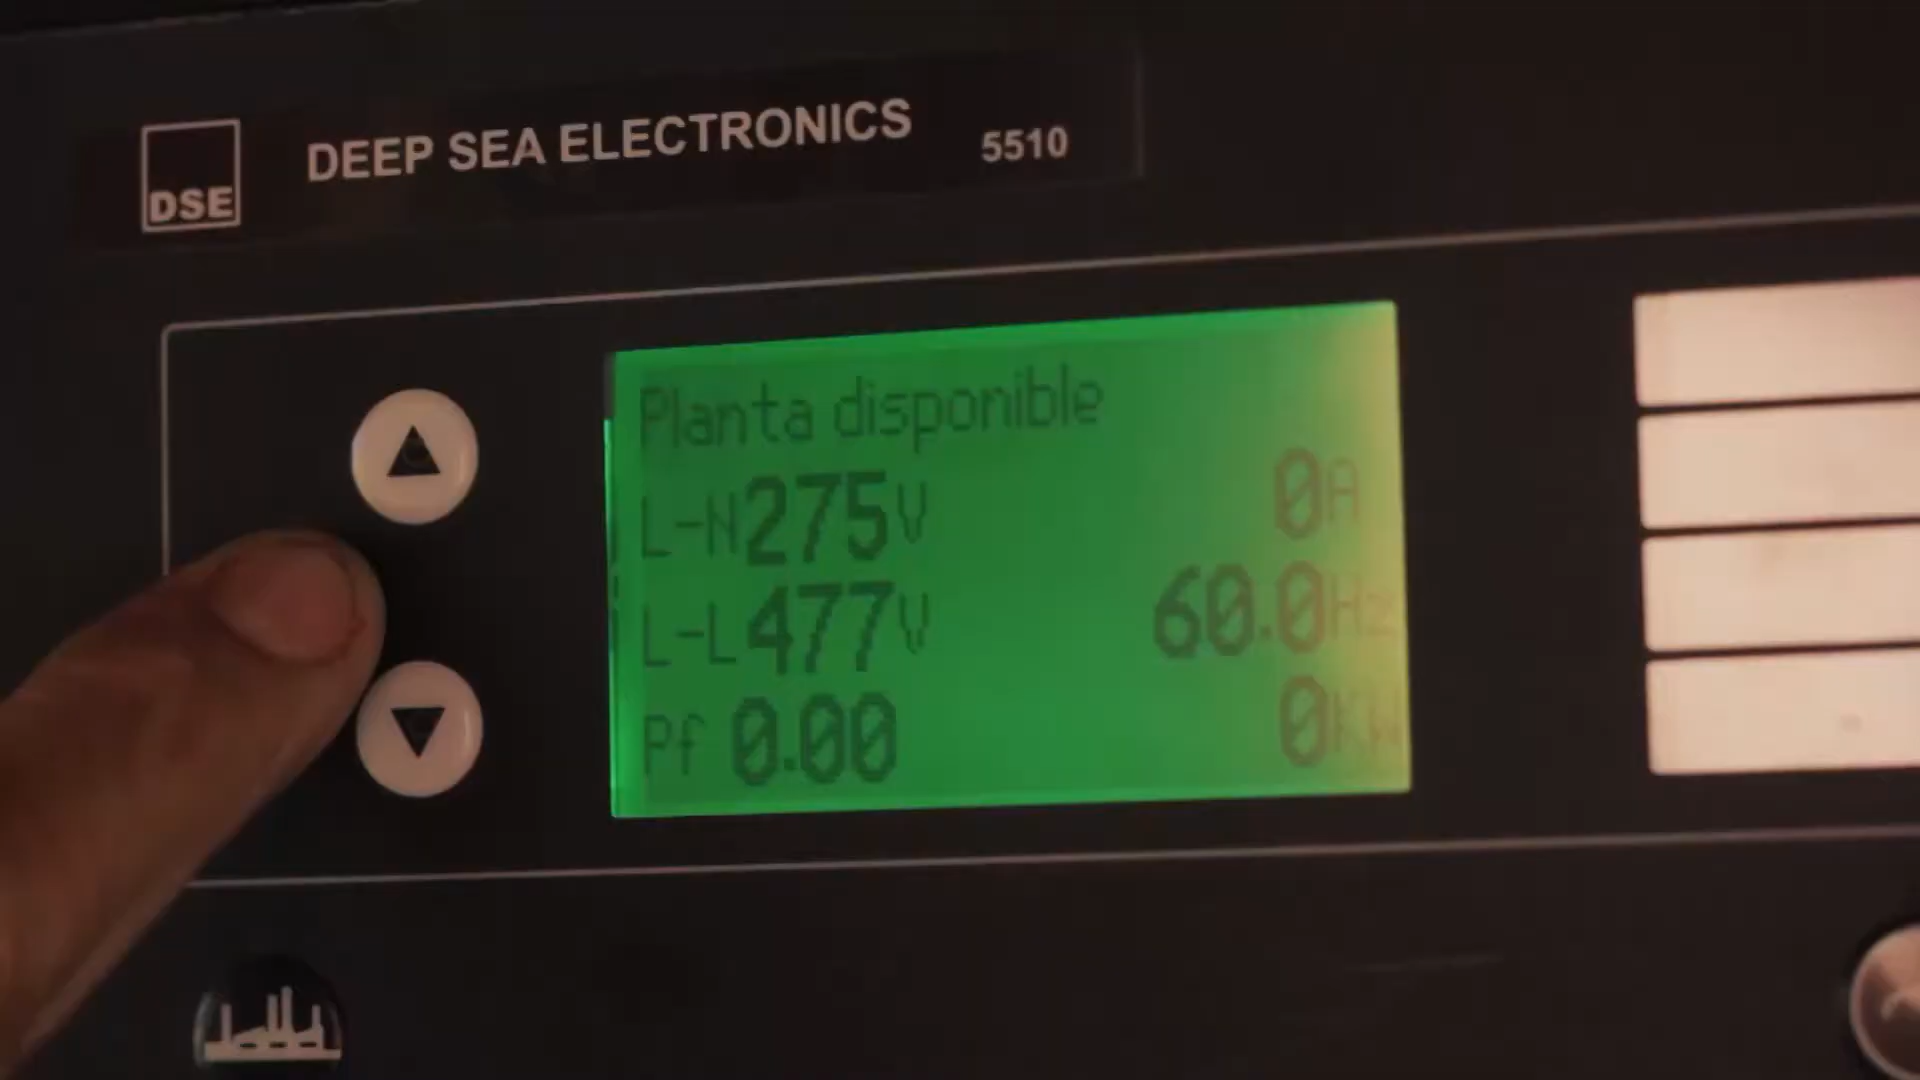 DSE
DEEP SEA ELECTRONICS
5510
Planta disponible
L-N 275V 0A
L-L 477V 60.0Hz
Pf 0.00 0KW